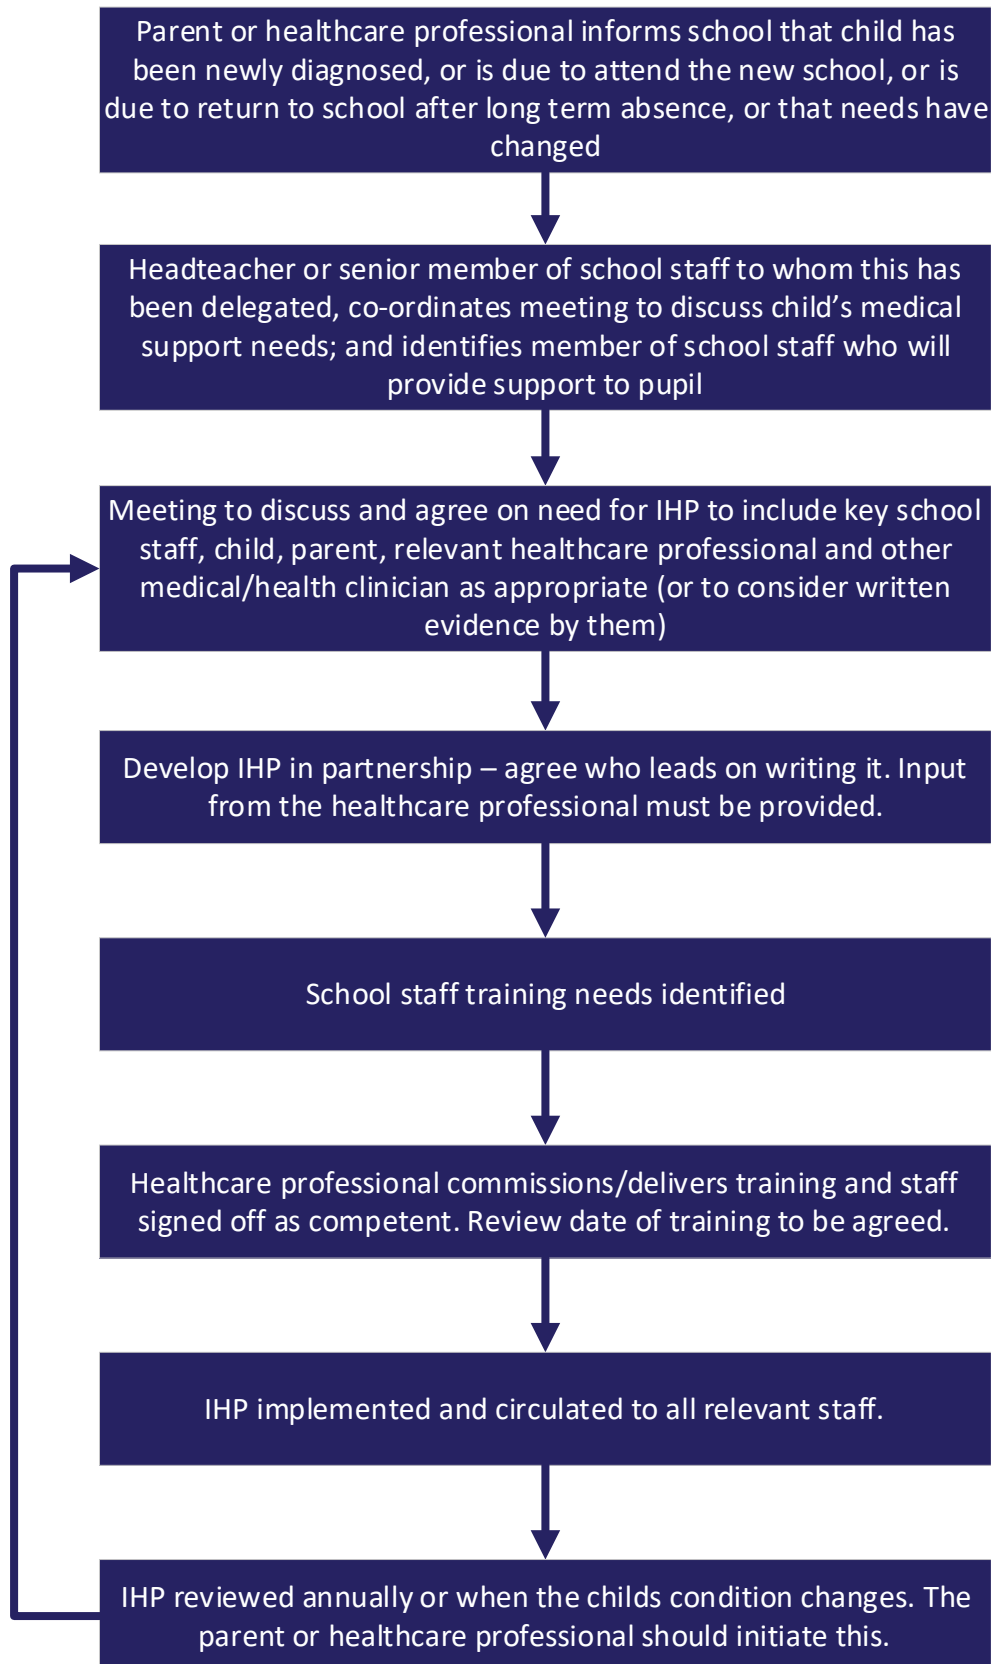 Parent or healthcare professional informs school that child has
been newly diagnosed, or is due to attend the new school, or is
due to return to school after long term absence, or that needs have
changed
Headteacher or senior member of school staff to whom this has
been delegated, co-ordinates meeting to discuss child’s medical
support needs; and identifies member of school staff who will
provide support to pupil
Meeting to discuss and agree on need for IHP to include key school
staff, child, parent, relevant healthcare professional and other
medical/health clinician as appropriate (or to consider written
evidence by them)
Develop IHP in partnership – agree who leads on writing it. Input
from the healthcare professional must be provided.
School staff training needs identified
Healthcare professional commissions/delivers training and staff
signed off as competent. Review date of training to be agreed.
IHP implemented and circulated to all relevant staff.
IHP reviewed annually or when the childs condition changes. The
parent or healthcare professional should initiate this.